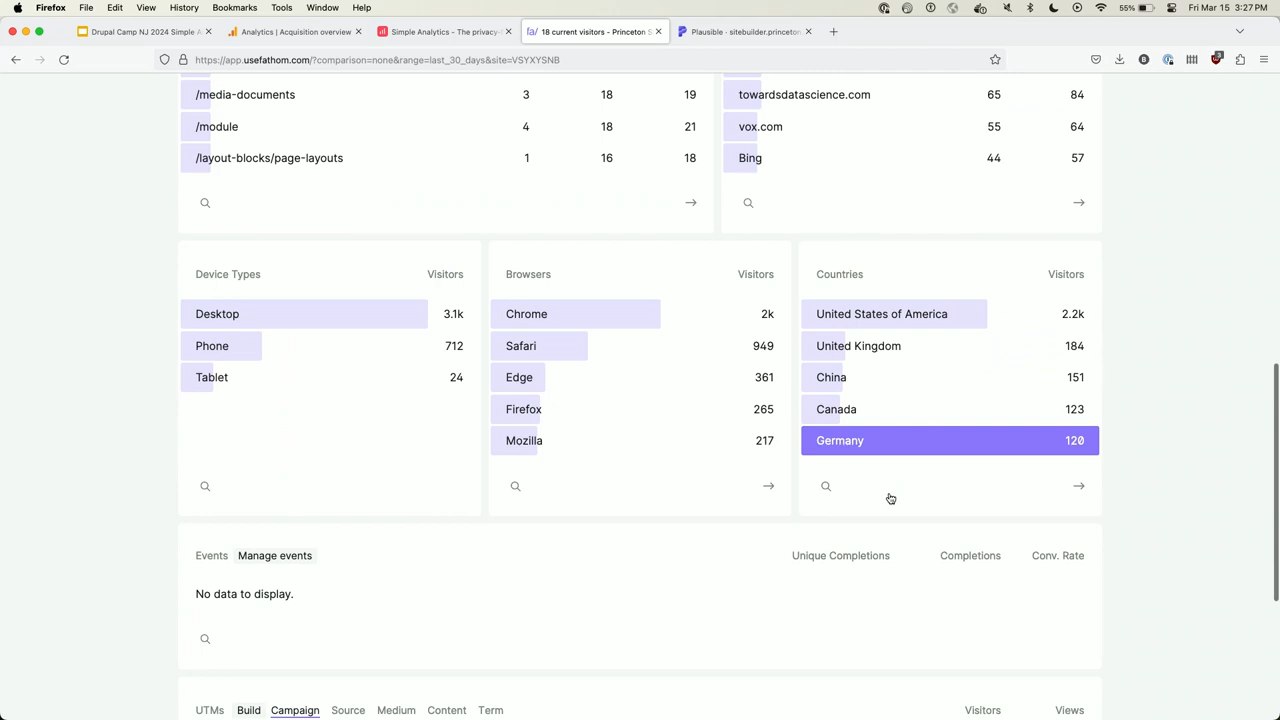 Firefox File Edit View History Bookmarks Tools Window Help 55% Fri Mar 15 3:27 PM
Drupal Camp NJ 2024 Simple A Analytics | Acquisition overview Simple Analytics - The privacy-f 18 current visitors - Princeton S Plausible · sitebuilder.princeton.
https://app.usefathom.com/?comparison=none&range=last_30_days&site=VSYXYSNB
/media-documents 3 18 19
towardsdatascience.com 65 84
/module 4 18 21
vox.com 55 64
/layout-blocks/page-layouts 1 16 18
Bing 44 57
Device Types Visitors
Desktop 3.1k
Phone 712
Tablet 24
Browsers Visitors
Chrome 2k
Safari 949
Edge 361
Firefox 265
Mozilla 217
Countries Visitors
United States of America 2.2k
United Kingdom 184
China 151
Canada 123
Germany 120
Events Manage events Unique Completions Completions Conv. Rate
No data to display.
UTMs Build Campaign Source Medium Content Term Visitors Views